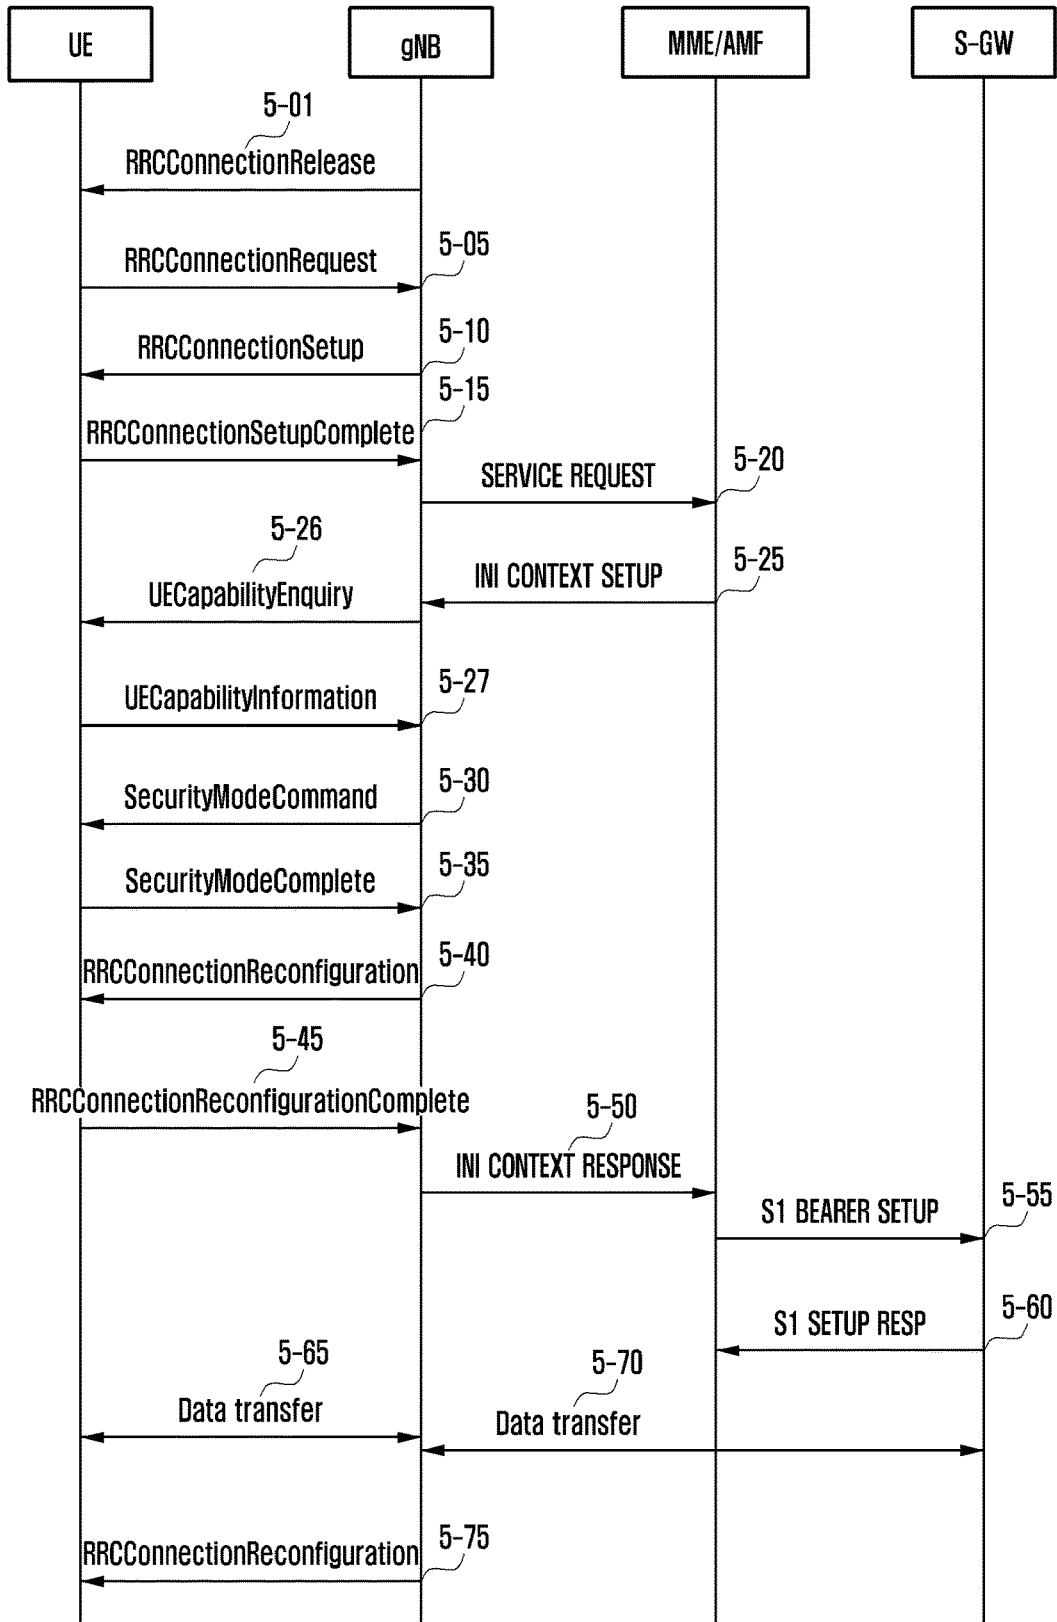 UE
gNB
MME/AMF
S-GW
5-01
RRCConnectionRelease
5-05
RRCConnectionRequest
5-10
RRCConnectionSetup
5-15
RRCConnectionSetupComplete
5-20
SERVICE REQUEST
5-26
5-25
INI CONTEXT SETUP
UECapabilityEnquiry
5-27
UECapabilityInformation
5-30
SecurityModeCommand
5-35
SecurityModeComplete
5-40
RRCConnectionReconfiguration
5-45
RRCConnectionReconfigurationComplete
5-50
INI CONTEXT RESPONSE
5-55
S1 BEARER SETUP
5-60
S1 SETUP RESP
5-65
5-70
Data transfer
Data transfer
5-75
RRCConnectionReconfiguration